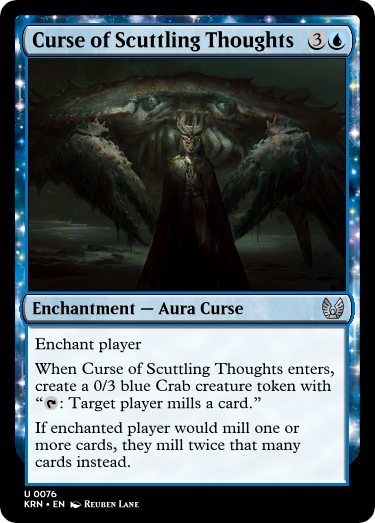 Curse of Scuttling Thoughts 3
Enchantment — Aura Curse
Enchant player
When Curse of Scuttling Thoughts enters,
create a 0/3 blue Crab creature token with
“: Target player mills a card.”
If enchanted player would mill one or
more cards, they mill twice that many
cards instead.
U 0076
KRN • EN Reuben Lane